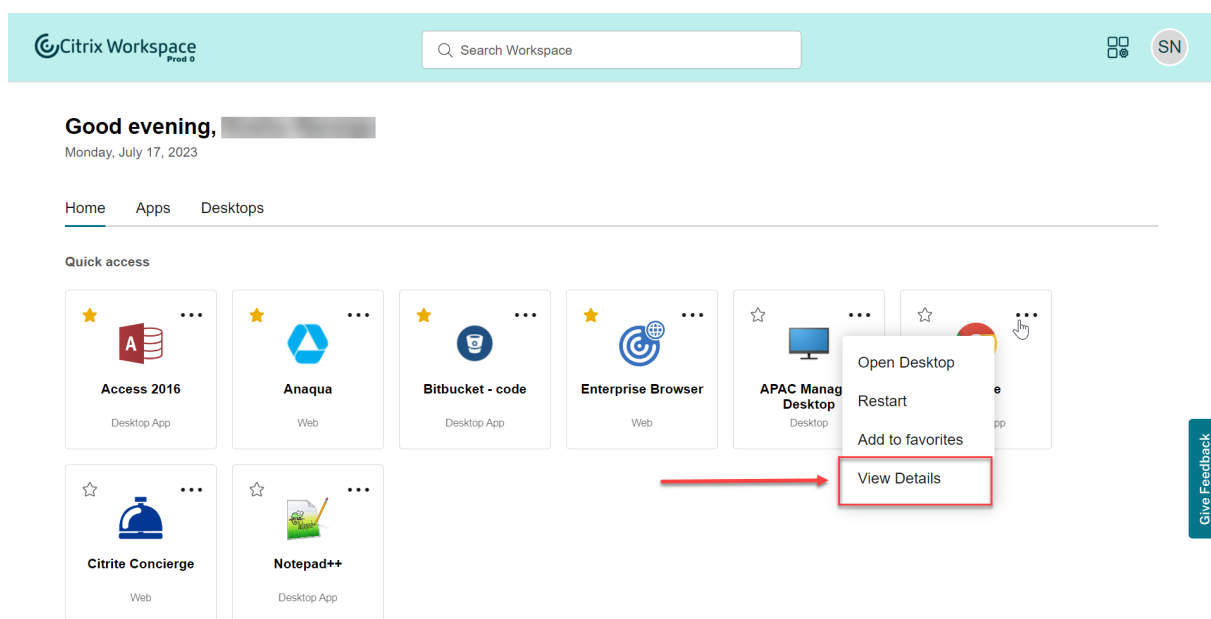 Citrix Workspace
Prod 0
Search Workspace
SN
Good evening,
Monday, July 17, 2023
Home Apps Desktops
Quick access
Access 2016
Desktop App
Anaqua
Web
Bitbucket - code
Desktop App
Enterprise Browser
Web
APAC Manag
Desktop
Desktop
e
pp
Open Desktop
Restart
Add to favorites
View Details
Give Feedback
Citrite Concierge
Web
Notepad++
Desktop App